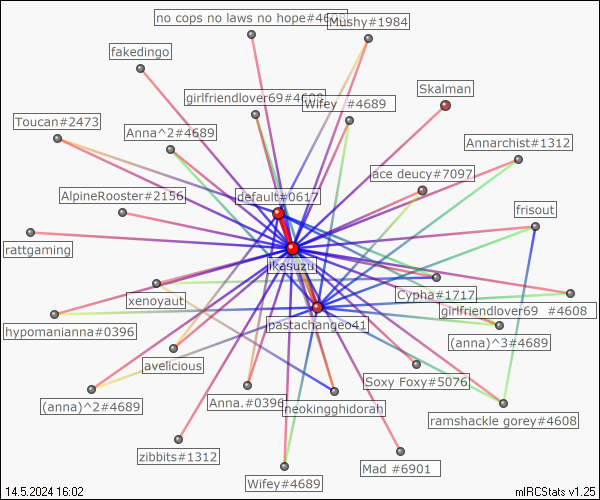 no cops no laws no hope#4608
Mushy#1984
fakedingo
Skalman
girlfriendlover69#4608
Wifey  #4689
Toucan#2473
Anna^2#4689
Annarchist#1312
ace deucy#7097
default#0617
AlpineRooster#2156
frisout
rattgaming
ikasuzu
Cypha#1717
xenoyaut
girlfriendlover69  #4608
pastachangeo41
hypomanianna#0396
(anna)^3#4689
avelicious
Soxy Foxy#5076
(anna)^2#4689
Anna.#0396
neokingghidorah
ramshackle gorey#4608
zibbits#1312
Mad #6901
Wifey#4689
14.5.2024 16:02
mIRCStats v1.25